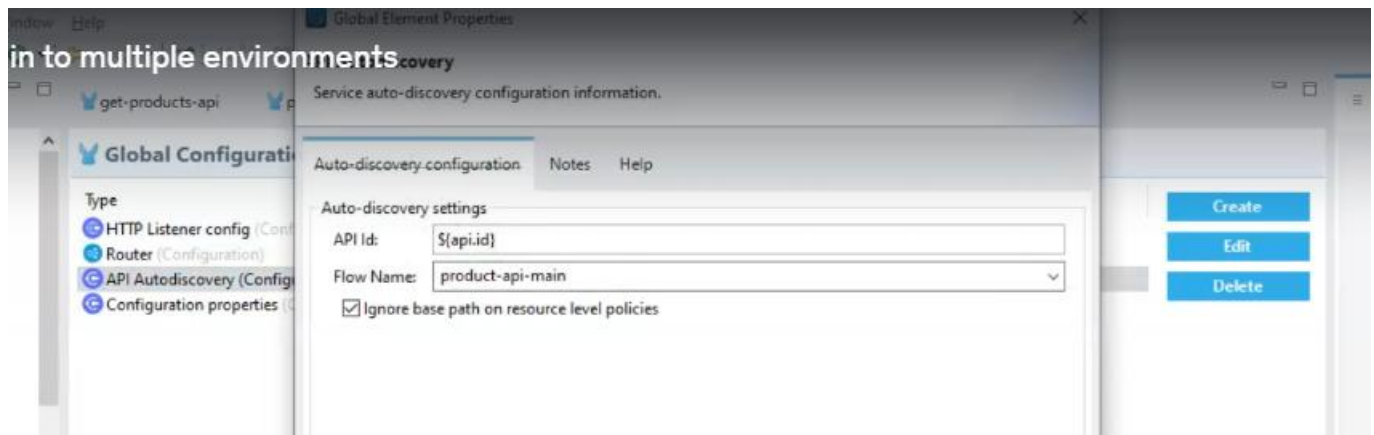 indow Help
Global Element Properties
in to multiple environments
covery
Service auto-discovery configuration information.
get-products-api
Global Configurati
Auto-discovery configuration Notes Help
Type
HTTP Listener config (Conf
Router (Configuration)
API Autodiscovery (Config
Configuration properties (C
Auto-discovery settings
API Id: ${api.id}
Flow Name: product-api-main
Ignore base path on resource level policies
Create
Edit
Delete